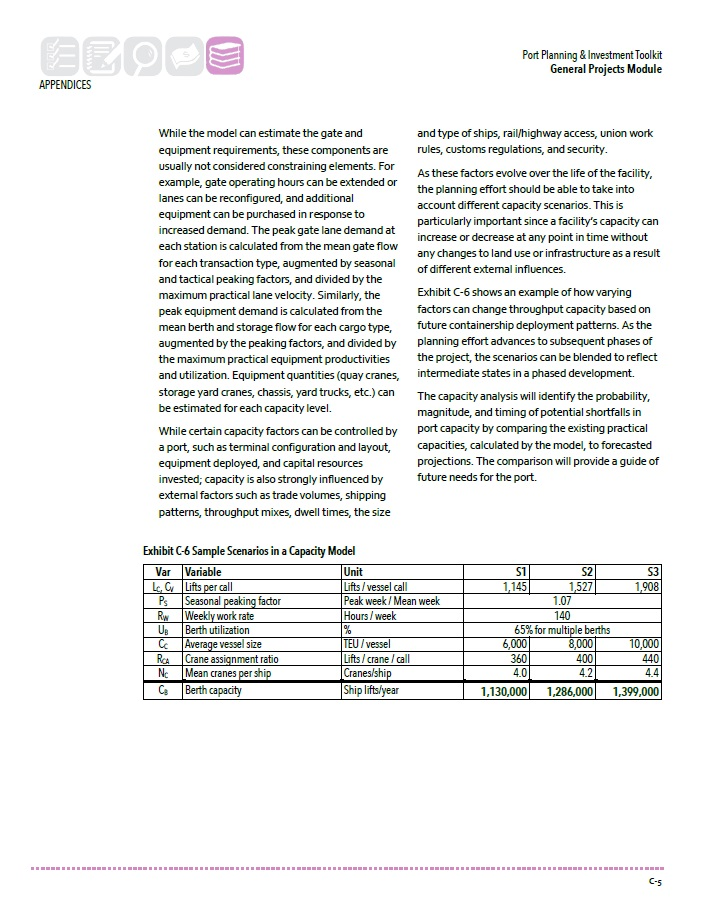 Port Planning & Investment Toolkit
General Projects Module
APPENDICES
While the model can estimate the gate and
equipment requirements, these components are
usually not considered constraining elements. For
example, gate operating hours can be extended or
lanes can be reconfigured, and additional
equipment can be purchased in response to
increased demand. The peak gate lane demand at
each station is calculated from the mean gate flow
for each transaction type, augmented by seasonal
and tactical peaking factors, and divided by the
maximum practical lane velocity. Similarly, the
peak equipment demand is calculated from the
mean berth and storage flow for each cargo type,
augmented by the peaking factors, and divided by
the maximum practical equipment productivities
and utilization. Equipment quantities (quay cranes,
storage yard cranes, chassis, yard trucks, etc.) can
be estimated for each capacity level.
While certain capacity factors can be controlled by
a port, such as terminal configuration and layout,
equipment deployed, and capital resources
invested; capacity is also strongly influenced by
external factors such as trade volumes, shipping
patterns, throughput mixes, dwell times, the size
and type of ships, rail/highway access, union work
rules, customs regulations, and security.
As these factors evolve over the life of the facility,
the planning effort should be able to take into
account different capacity scenarios. This is
particularly important since a facility's capacity can
increase or decrease at any point in time without
any changes to land use or infrastructure as a result
of different external influences.
Exhibit C-6 shows an example of how varying
factors can change throughput capacity based on
future containership deployment patterns. As the
planning effort advances to subsequent phases of
the project, the scenarios can be blended to reflect
intermediate states in a phased development.
The capacity analysis will identify the probability,
magnitude, and timing of potential shortfalls in
port capacity by comparing the existing practical
capacities, calculated by the model, to forecasted
projections. The comparison will provide a guide of
future needs for the port.
Exhibit C-6 Sample Scenarios in a Capacity Model
Var Variable Unit S1 S2 S3
LC, CV Lifts per call Lifts / vessel call 1,145 1,527 1,908
PS Seasonal peaking factor Peak week / Mean week 1.07
RW Weekly work rate Hours / week 140
UB Berth utilization % 65% for multiple berths
CC Average vessel size TEU / vessel 6,000 8,000 10,000
RCA Crane assignment ratio Lifts / crane / call 360 400 440
NC Mean cranes per ship Cranes/ship 4.0 4.2 4.4
CB Berth capacity Ship lifts/year 1,130,000 1,286,000 1,399,000
C-5